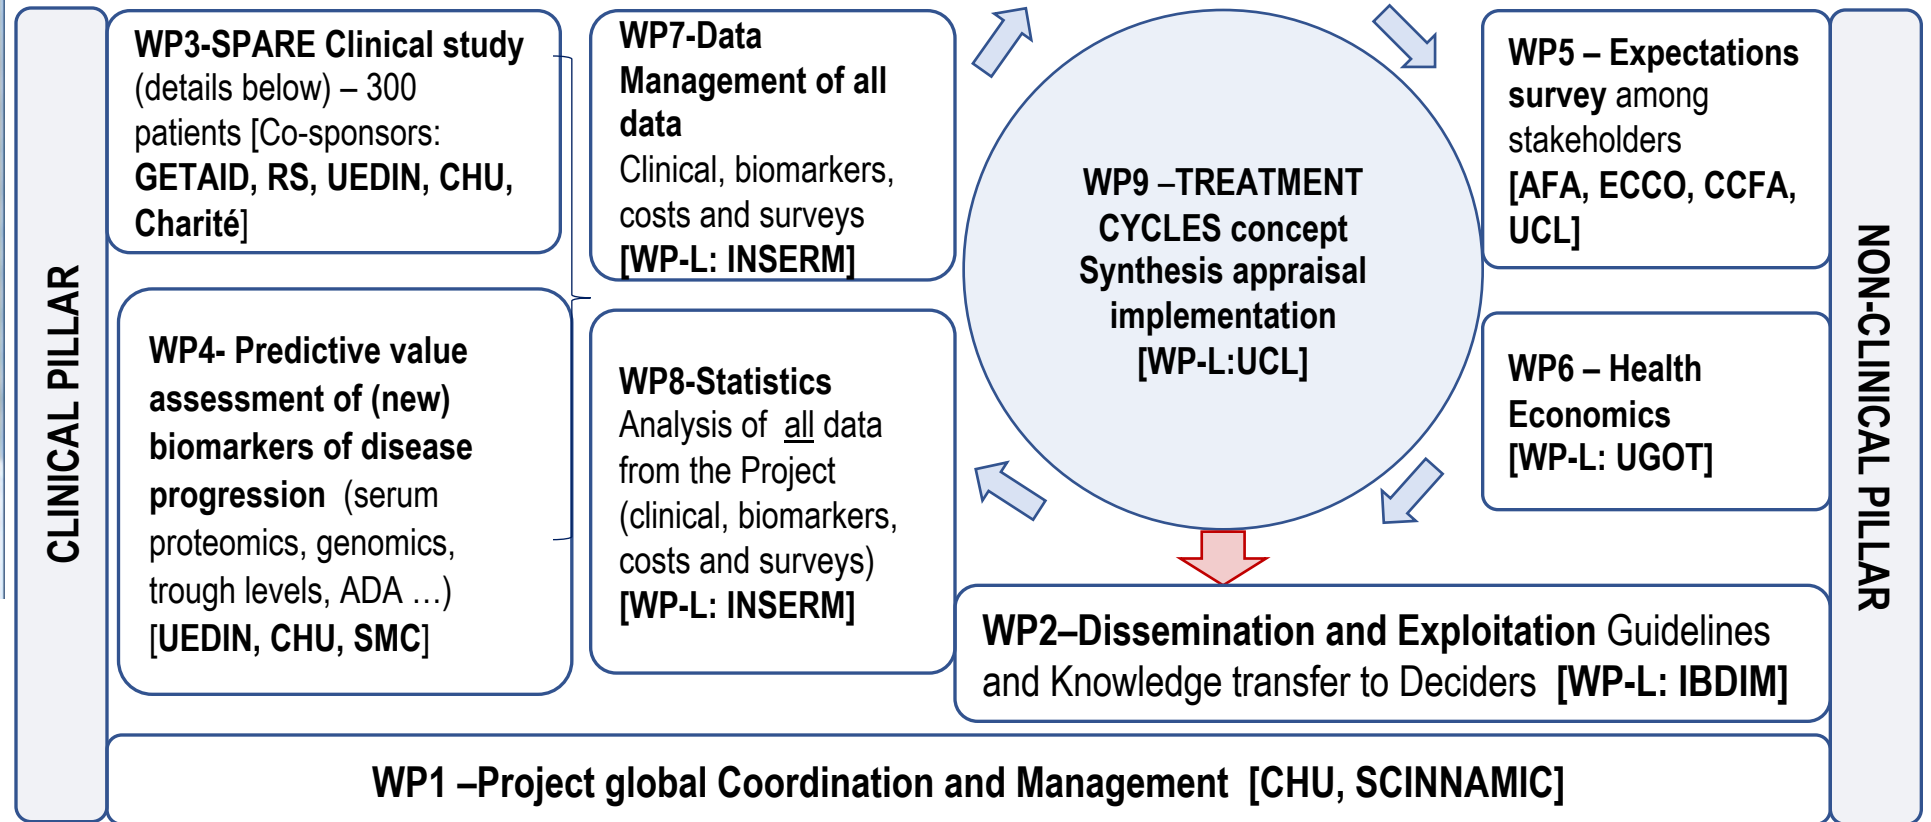 CLINICAL PILLAR
WP3-SPARE Clinical study
(details below) – 300
patients [Co-sponsors:
GETAID, RS, UEDIN, CHU,
Charité]
WP4- Predictive value
assessment of (new)
biomarkers of disease
progression (serum
proteomics, genomics,
trough levels, ADA …)
[UEDIN, CHU, SMC]
WP7-Data
Management of all
data
Clinical, biomarkers,
costs and surveys
[WP-L: INSERM]
WP8-Statistics
Analysis of all data
from the Project
(clinical, biomarkers,
costs and surveys)
[WP-L: INSERM]
WP9 –TREATMENT
CYCLES concept
Synthesis appraisal
implementation
[WP-L:UCL]
WP5 – Expectations
survey among
stakeholders
[AFA, ECCO, CCFA,
UCL]
WP6 – Health
Economics
[WP-L: UGOT]
NON-CLINICAL PILLAR
WP2–Dissemination and Exploitation Guidelines
and Knowledge transfer to Deciders [WP-L: IBDIM]
WP1 –Project global Coordination and Management [CHU, SCINNAMIC]